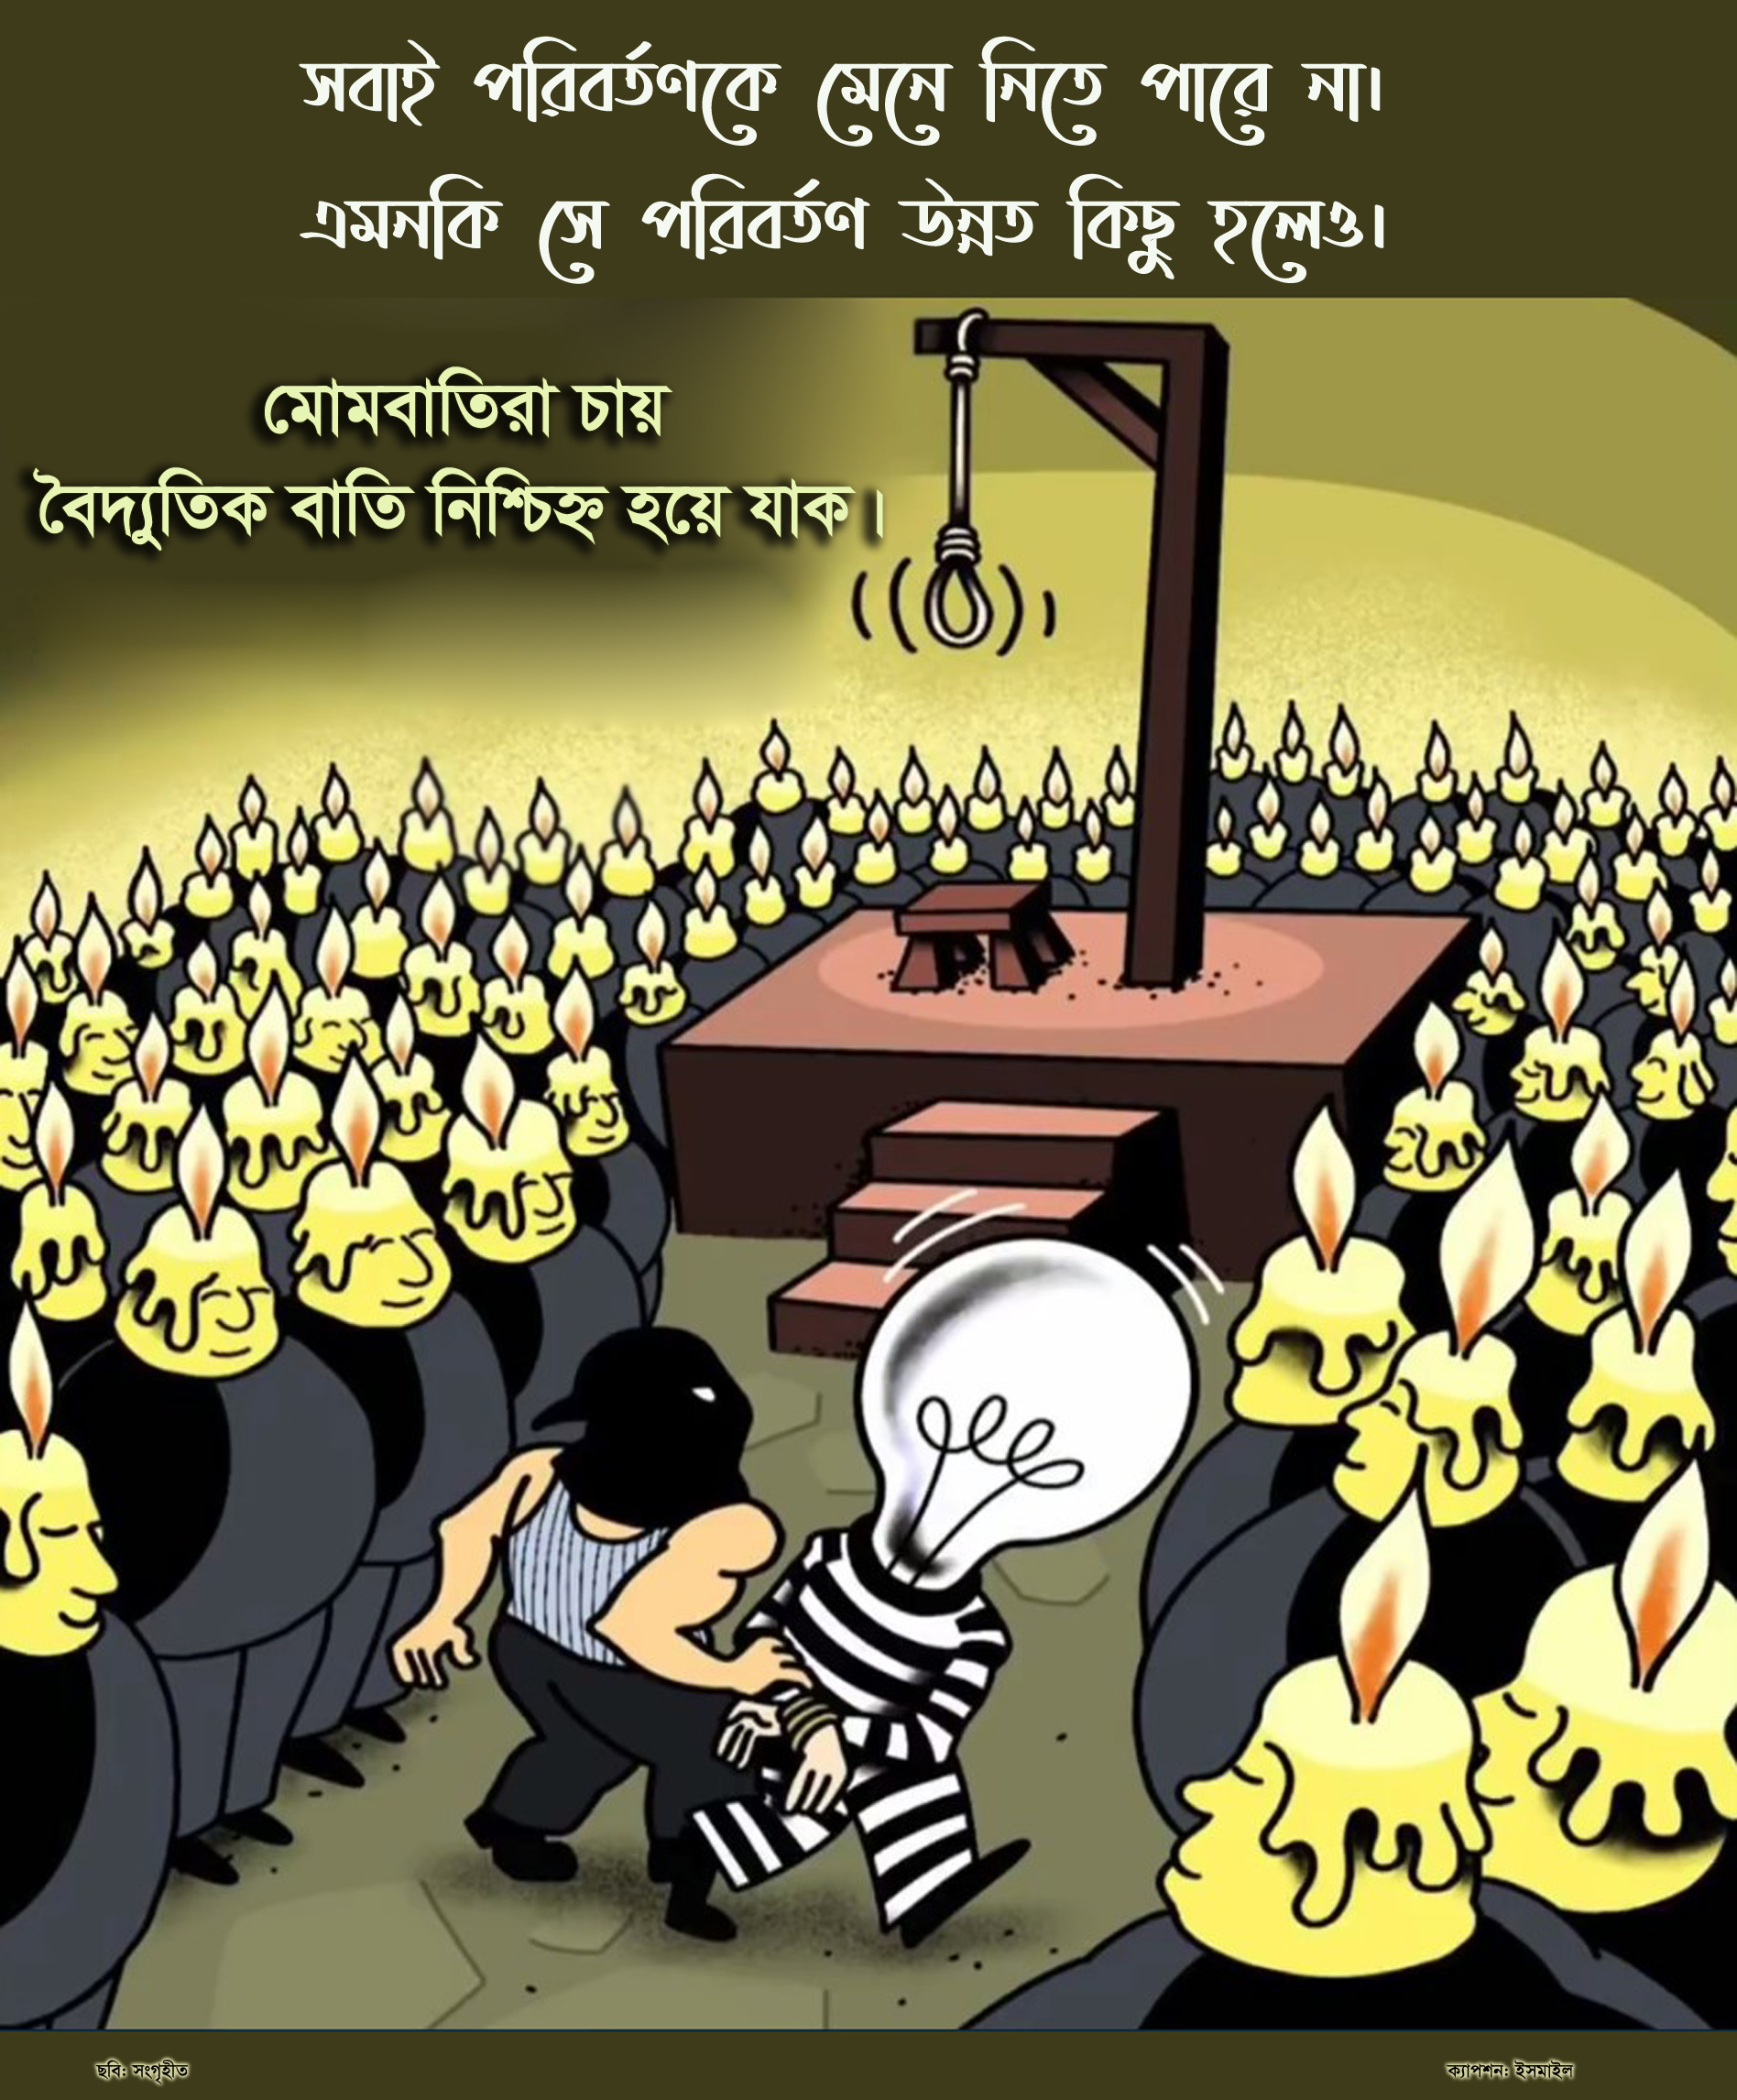 সবাই পরিবর্তণকে মেনে নিতে পারে না।
এমনকি সে পরিবর্তণ উন্নত কিছু হলেও।
মোমবাতিরা চায়
বৈদ্যুতিক বাতি নিশ্চিহ্ন হয়ে যাক।
ছবি: সংগৃহীত
ক্যাপশন: ইসমাইল